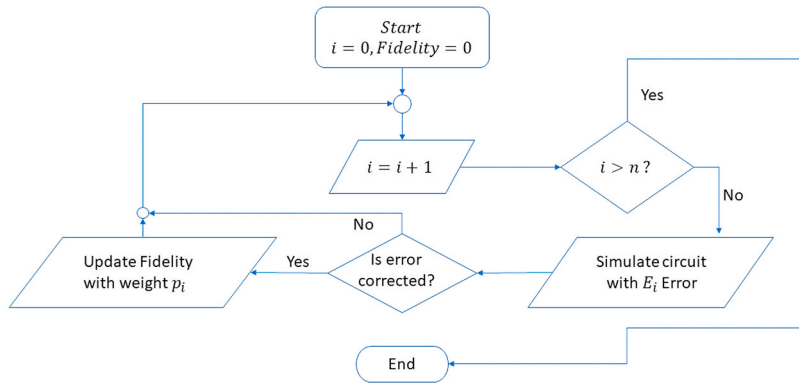 Start
i = 0, Fidelity = 0
i = i + 1
i > n ?
Yes
No
Simulate circuit
with E_i Error
Is error
corrected?
No
Yes
Update Fidelity
with weight p_i
End